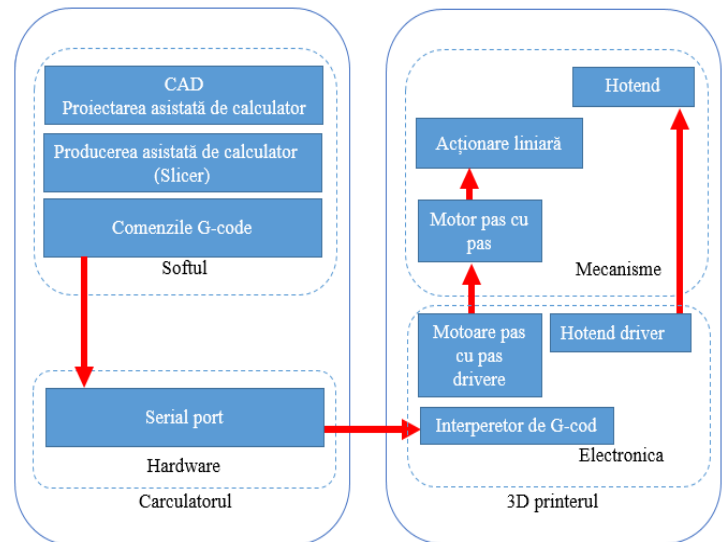 CAD
Proiectarea asistată de calculator
Producerea asistată de calculator
(Slicer)
Comenzile G-code
Softul
Serial port
Hardware
Carculatorul
Hotend
Acționare liniară
Motor pas cu
pas
Mecanisme
Motoare pas
cu pas
drivere
Hotend driver
Interperetor de G-cod
Electronica
3D printerul